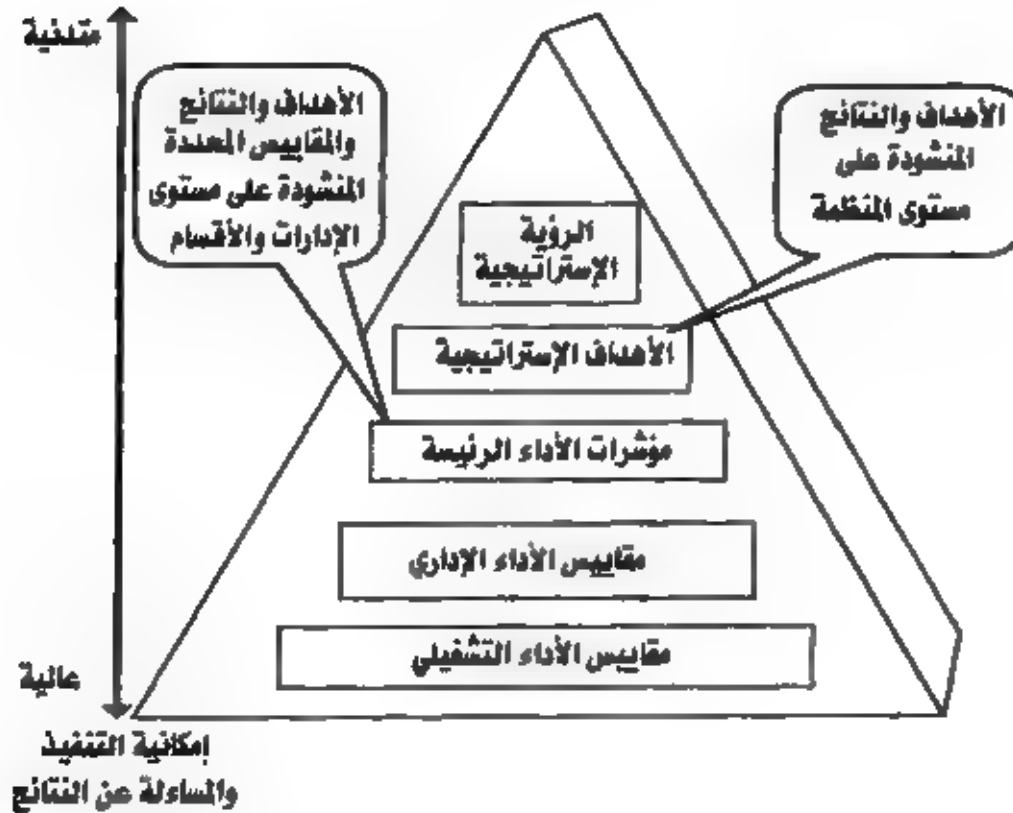 متدنية
الأهداف والنتائج
والمقاييس المحددة
المنشودة على مستوى
الإدارات والأقسام
الأهداف والنتائج
المنشودة على
مستوى المنظمة
الرؤية
الإستراتيجية
الأهداف الإستراتيجية
مؤشرات الأداء الرئيسة
مقاييس الأداء الإداري
مقاييس الأداء التشغيلي
عالية
إمكانية التنفيذ
والمساءلة عن النتائج